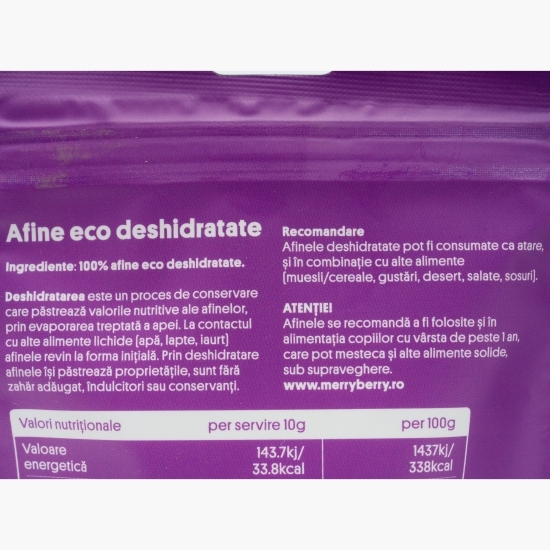 Afine eco deshidratate
Ingrediente: 100% afine eco deshidratate.
Deshidratarea este un proces de conservare
care păstrează valorile nutritive ale afinelor,
prin evaporarea treptată a apei. La contactul
cu alte alimente lichide (apă, lapte, iaurt)
afinele revin la forma inițială. Prin deshidratare
afinele își păstrează proprietățile, sunt fără
zahăr adăugat, îndulcitori sau conservanți.
Recomandare
Afinele deshidratate pot fi consumate ca atare,
și în combinație cu alte alimente
(muesli/cereale, gustări, desert, salate, sosuri).
ATENȚIE!
Afinele se recomandă a fi folosite și în
alimentația copiilor cu vârsta de peste 1 an,
care pot mesteca și alte alimente solide,
sub supraveghere.
www.merryberry.ro
Valori nutriționale per servire 10g per 100g
Valoare 143.7kj/ 1437kj/
energetică 33.8kcal 338kcal